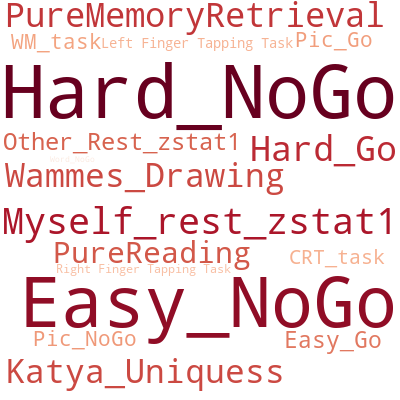 PureMemoryRetrieval
WM_task Left Finger Tapping Task Pic_Go
Hard_NoGo
Other_Rest_zstat1 Hard_Go
Wammes_Drawing
Myself_rest_zstat1
PureReading CRT_task
Right Finger Tapping Task
Easy_NoGo
Pic_NoGo Easy_Go
Katya_Uniquess